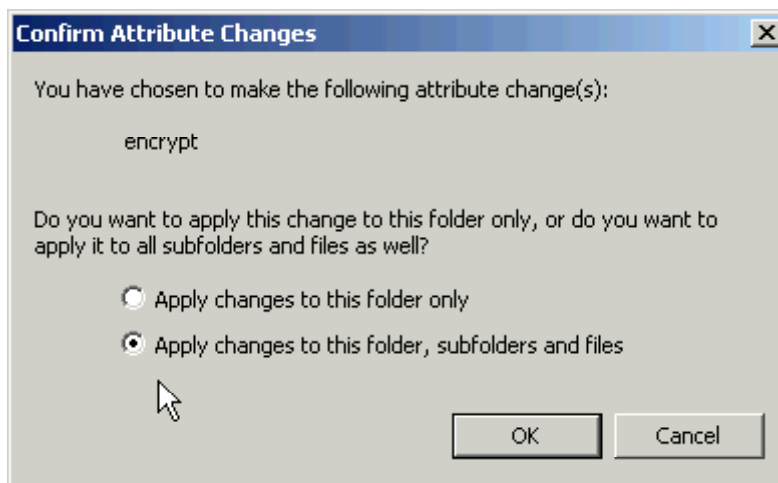 Confirm Attribute Changes
You have chosen to make the following attribute change(s):
encrypt
Do you want to apply this change to this folder only, or do you want to
apply it to all subfolders and files as well?
Apply changes to this folder only
Apply changes to this folder, subfolders and files
OK Cancel